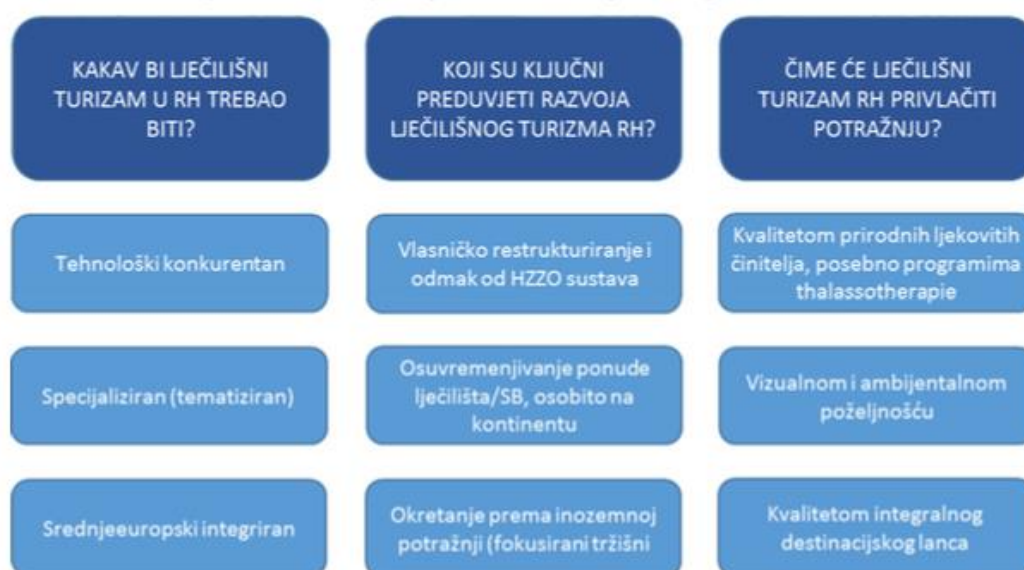 KAKAV BI LJEČILIŠNI
TURIZAM U RH TREBAO
BITI?
Tehnološki konkurentan
Specijaliziran (tematiziran)
Srednjeeuropski integriran
KOJI SU KLJUČNI
PREDUVJETI RAZVOJA
LJEČILIŠNOG TURIZMA RH?
Vlasničko restrukturiranje i
odmak od HZZO sustava
Osuvremenjivanje ponude
lječilišta/SB, osobito na
kontinentu
Okretanje prema inozemnoj
potražnji (fokusirani tržišni
ČIME ĆE LJEČILIŠNI
TURIZAM RH PRIVLAČITI
POTRAŽNJU?
Kvalitetom prirodnih ljekovitih
činitelja, posebno programima
thalassotherapie
Vizualnom i ambijentalnom
poželjnošću
Kvalitetom integralnog
destinacijskog lanca